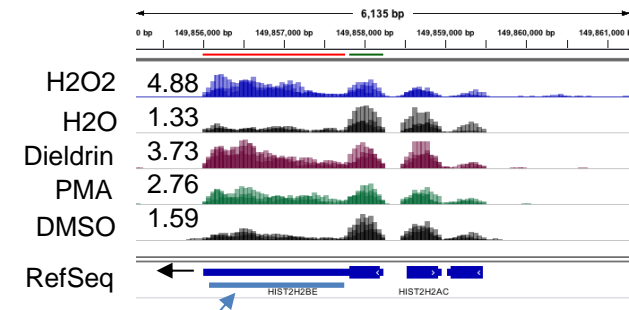 6,135 bp
0 bp 149,856,000 bp 149,857,000 bp 149,858,000 bp 149,859,000 bp 149,860,000 bp 149,861,000
H2O2 4.88
H2O 1.33
Dieldrin 3.73
PMA 2.76
DMSO 1.59
RefSeq
HIST2H2BE HIST2H2AC